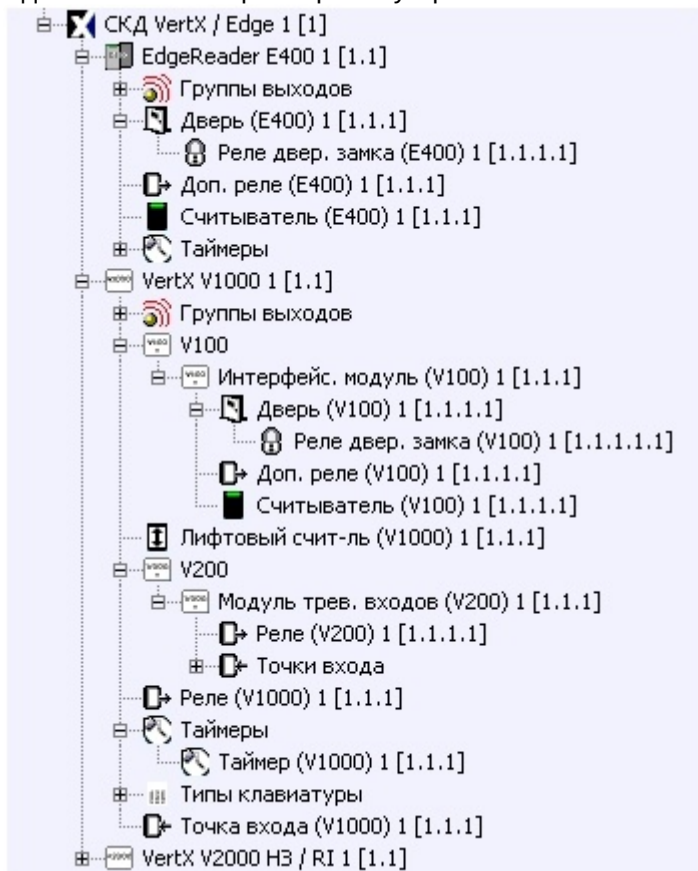 СКД VertX / Edge 1 [1]
EdgeReader E400 1 [1.1]
Группы выходов
Дверь (E400) 1 [1.1.1]
Реле двер. замка (E400) 1 [1.1.1.1]
Доп. реле (E400) 1 [1.1.1]
Считыватель (E400) 1 [1.1.1]
Таймеры
VertX V1000 1 [1.1]
Группы выходов
V100
Интерфейс. модуль (V100) 1 [1.1.1]
Дверь (V100) 1 [1.1.1.1]
Реле двер. замка (V100) 1 [1.1.1.1.1]
Доп. реле (V100) 1 [1.1.1.1]
Считыватель (V100) 1 [1.1.1.1]
Лифтовый счит-ль (V1000) 1 [1.1.1]
V200
Модуль трев. входов (V200) 1 [1.1.1]
Реле (V200) 1 [1.1.1.1]
Точки входа
Реле (V1000) 1 [1.1.1]
Таймеры
Таймер (V1000) 1 [1.1.1]
Типы клавиатуры
Точка входа (V1000) 1 [1.1.1]
VertX V2000 НЗ / RI 1 [1.1]